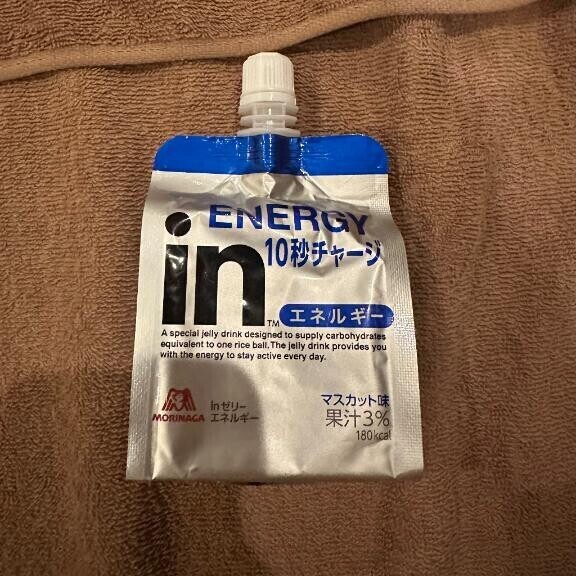 ENERGY
in
10秒チャージ
TM
エネルギー
A special jelly drink designed to supply carbohydrates
equivalent to one rice ball. The jelly drink provides you
with the energy to stay active every day.
MORINAGA
inゼリー
エネルギー
マスカット味
果汁3%
180kcal